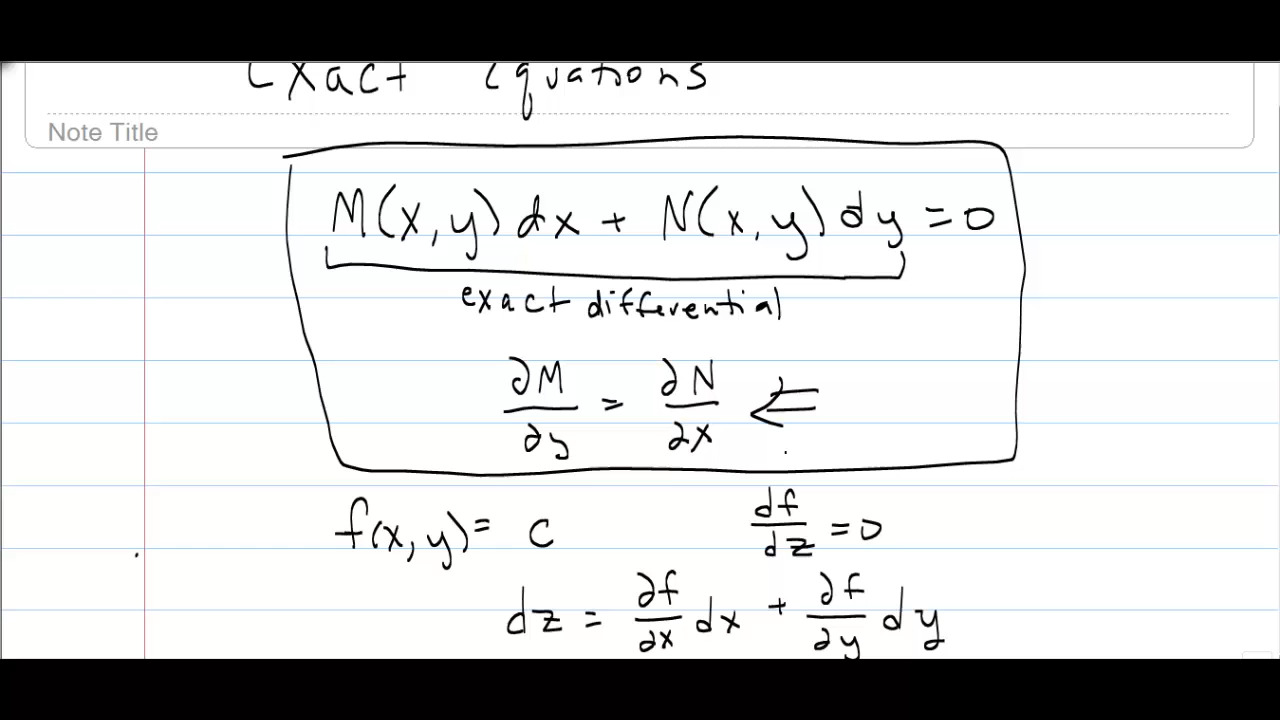 Exact Equations
Note Title
M(x,y)dx + N(x,y)dy = 0
exact differential
∂M/∂y = ∂N/∂x ⇐
f(x,y) = c    df/dz = 0
dz = ∂f/∂x dx + ∂f/∂y dy